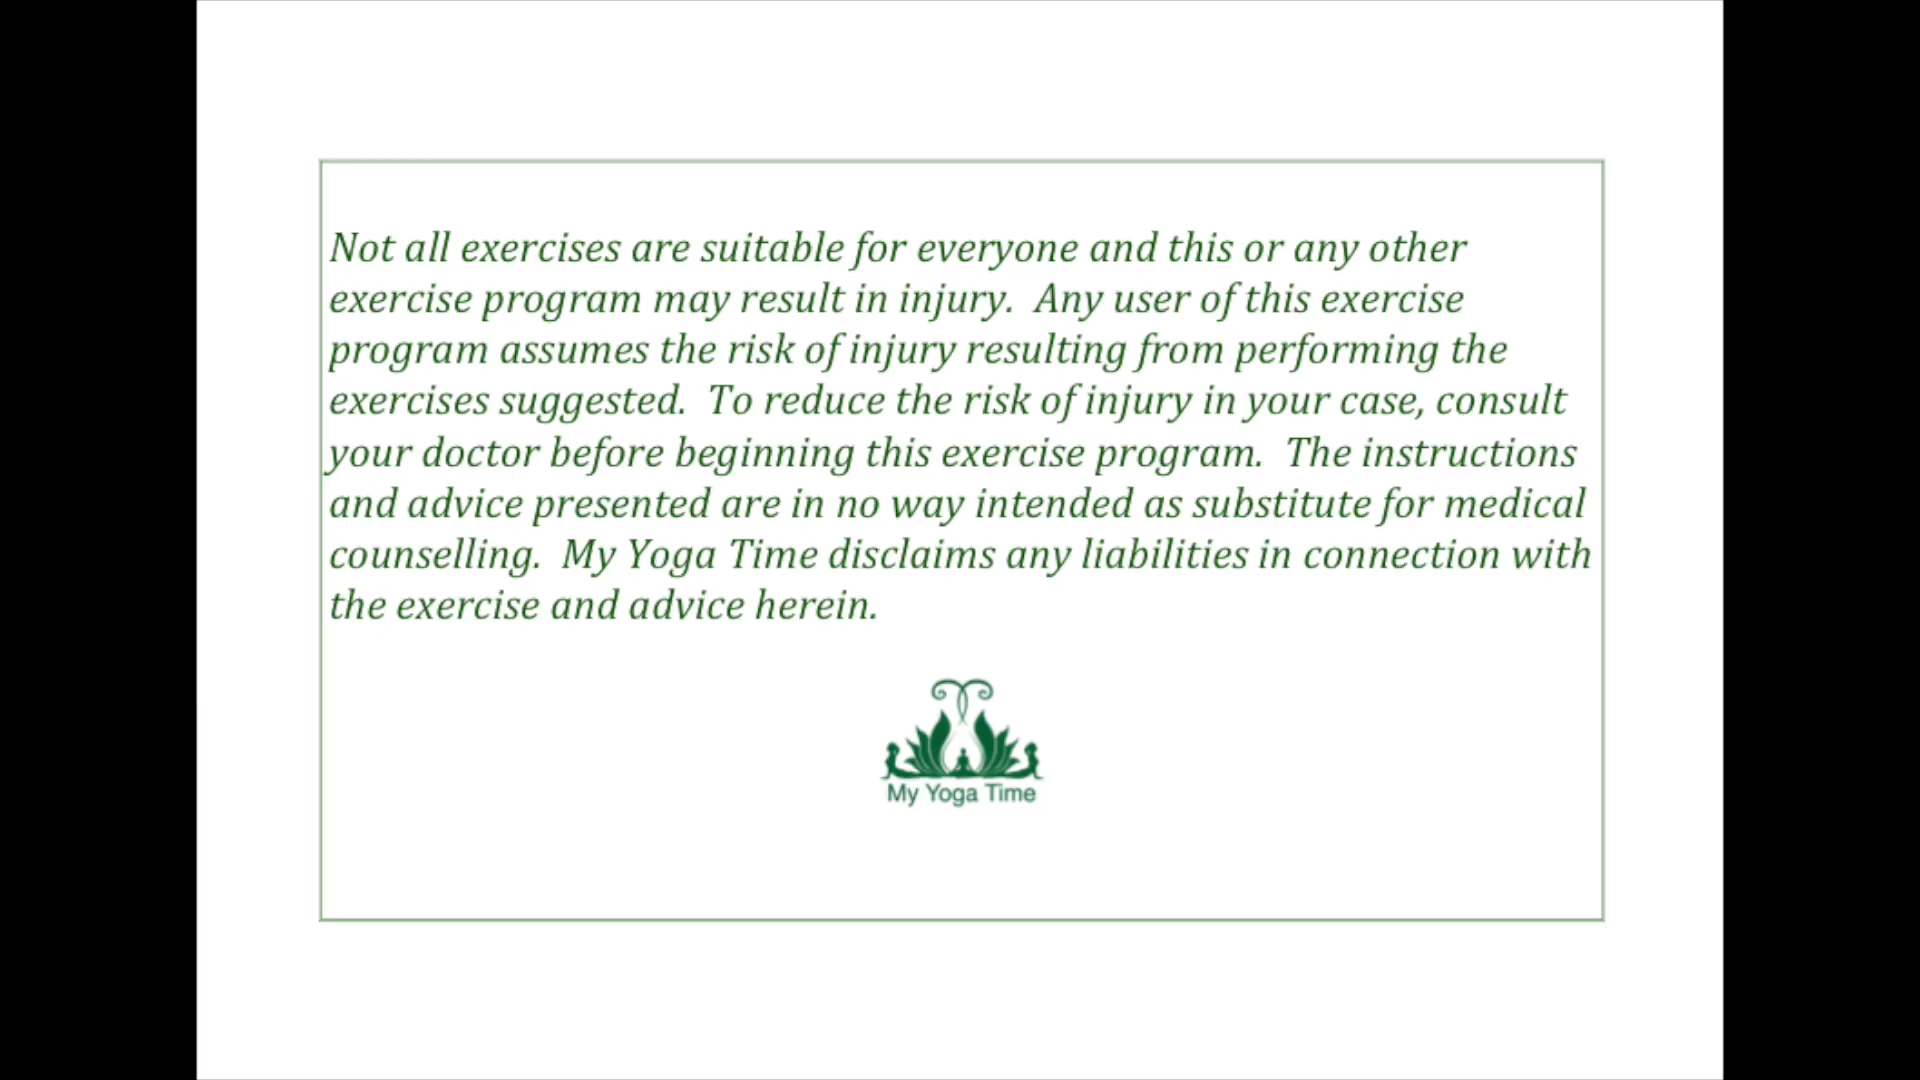 Not all exercises are suitable for everyone and this or any other
exercise program may result in injury.  Any user of this exercise
program assumes the risk of injury resulting from performing the
exercises suggested.  To reduce the risk of injury in your case, consult
your doctor before beginning this exercise program.  The instructions
and advice presented are in no way intended as substitute for medical
counselling.  My Yoga Time disclaims any liabilities in connection with
the exercise and advice herein.
My Yoga Time